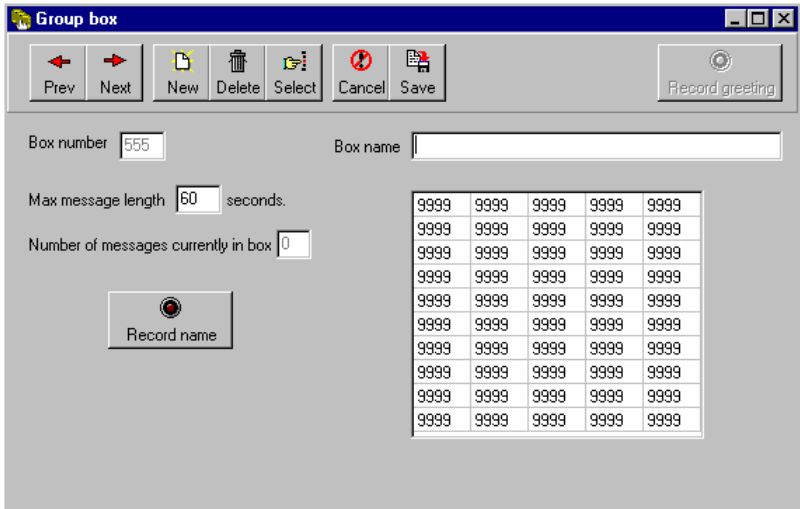 Group box
Prev Next New Delete Select Cancel Save Record greeting
Box number 555 Box name
Max message length 60 seconds.
Number of messages currently in box 0
Record name
9999 9999 9999 9999 9999
9999 9999 9999 9999 9999
9999 9999 9999 9999 9999
9999 9999 9999 9999 9999
9999 9999 9999 9999 9999
9999 9999 9999 9999 9999
9999 9999 9999 9999 9999
9999 9999 9999 9999 9999
9999 9999 9999 9999 9999
9999 9999 9999 9999 9999